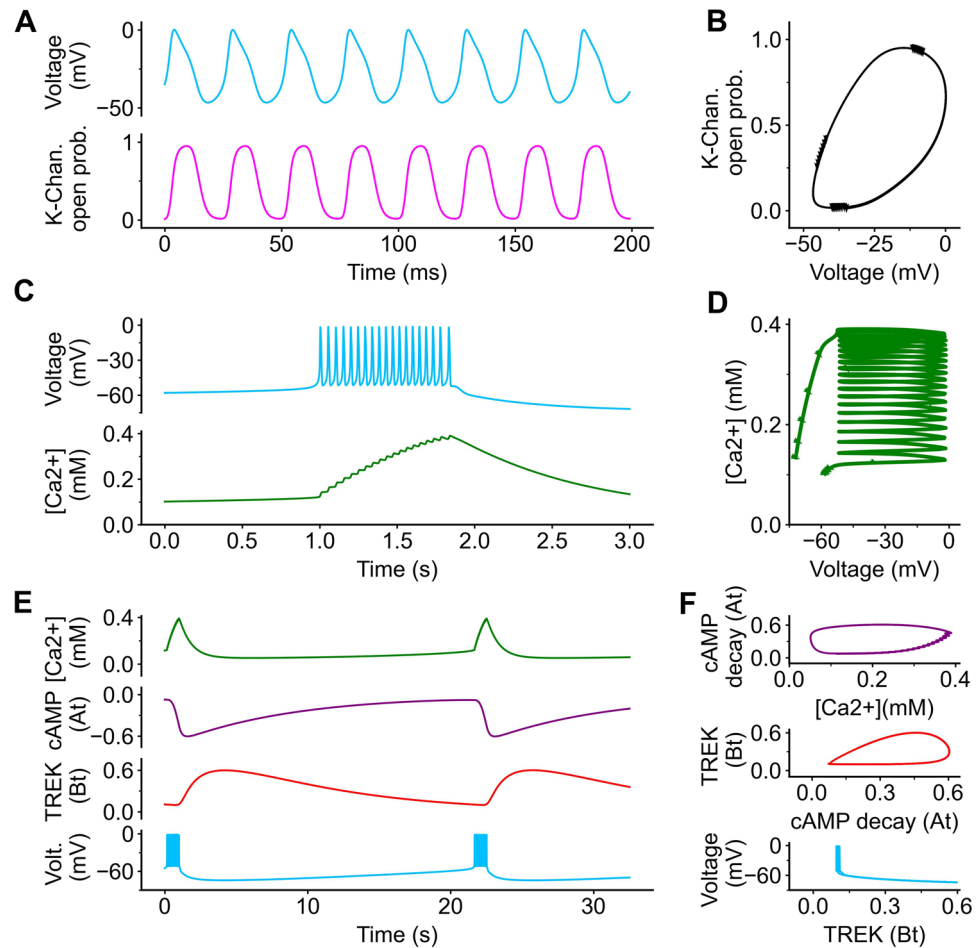 A
Voltage
(mV)
0
−50
K-Chan.
open prob.
1
0
0
50
100
150
200
Time (ms)
B
K-Chan.
open prob.
1.0
0.5
0.0
−50
−25
0
Voltage (mV)
C
Voltage
(mV)
0
−30
−60
[Ca2+]
(mM)
0.4
0.2
0.0
0.0
0.5
1.0
1.5
2.0
2.5
3.0
Time (s)
D
[Ca2+] (mM)
0.4
0.2
0.0
−60
−30
0
Voltage (mV)
E
[Ca2+]
(mM)
0.4
0.0
cAMP
(At)
0.0
−0.6
TREK
(Bt)
0.6
0.0
Volt.
(mV)
0
−60
0
10
20
30
Time (s)
F
cAMP
decay (At)
0.6
0.0
0.0
0.2
0.4
[Ca2+](mM)
TREK
(Bt)
0.6
0.0
0.0
0.3
0.6
cAMP decay (At)
Voltage
(mV)
0
−60
0.0
0.3
0.6
TREK (Bt)